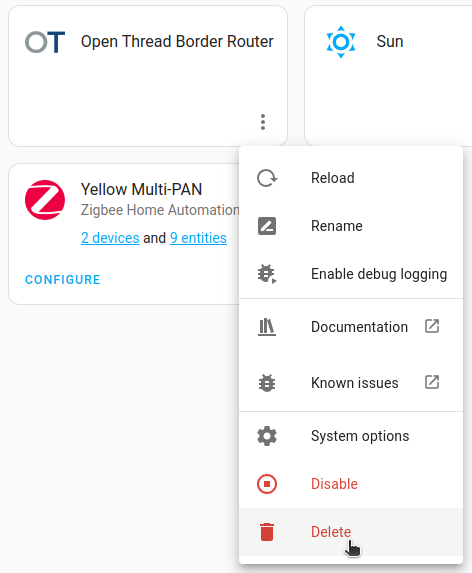 OT Open Thread Border Router
Sun
Yellow Multi-PAN
Zigbee Home Automation
2 devices and 9 entities
CONFIGURE
Reload
Rename
Enable debug logging
Documentation
Known issues
System options
Disable
Delete